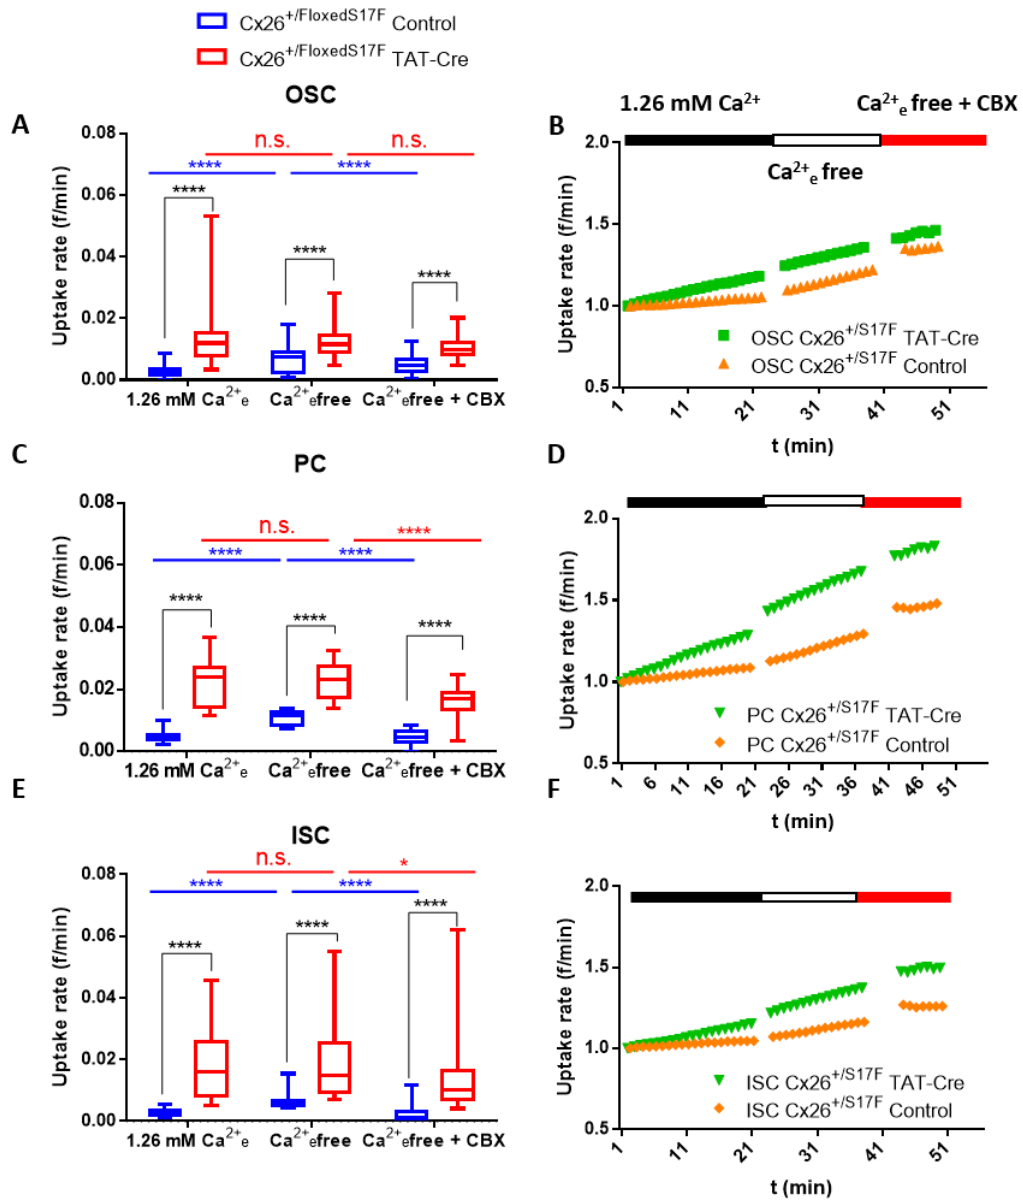 Cx26+/FloxedS17F Control
Cx26+/FloxedS17F TAT-Cre
A
OSC
Uptake rate (f/min)
0.08
0.06
0.04
0.02
0.00
n.s.
n.s.
****
****
****
****
****
1.26 mM Ca2+e
Ca2+efree
Ca2+efree + CBX
B
1.26 mM Ca2+
Ca2+e free + CBX
Ca2+e free
Uptake rate (f/min)
2.0
1.5
1.0
0.5
OSC Cx26+/S17F TAT-Cre
OSC Cx26+/S17F Control
1 11 21 31 41 51
t (min)
C
PC
Uptake rate (f/min)
0.08
0.06
0.04
0.02
0.00
n.s.
****
****
****
****
****
****
1.26 mM Ca2+e
Ca2+efree
Ca2+efree + CBX
D
Uptake rate (f/min)
2.0
1.5
1.0
0.5
PC Cx26+/S17F TAT-Cre
PC Cx26+/S17F Control
1 6 11 16 21 26 31 36 41 46 51
t (min)
E
ISC
Uptake rate (f/min)
0.08
0.06
0.04
0.02
0.00
n.s.
*
****
****
****
****
****
1.26 mM Ca2+e
Ca2+efree
Ca2+efree + CBX
F
Uptake rate (f/min)
2.0
1.5
1.0
0.5
ISC Cx26+/S17F TAT-Cre
ISC Cx26+/S17F Control
1 11 21 31 41 51
t (min)